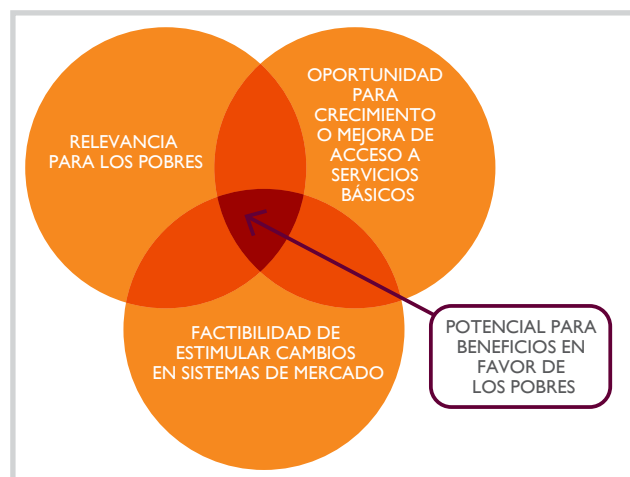 RELEVANCIA
PARA LOS POBRES
OPORTUNIDAD
PARA
CRECIMIENTO
O MEJORA DE
ACCESO A
SERVICIOS
BÁSICOS
FACTIBILIDAD DE
ESTIMULAR CAMBIOS
EN SISTEMAS DE MERCADO
POTENCIAL PARA
BENEFICIOS EN
FAVOR DE
LOS POBRES